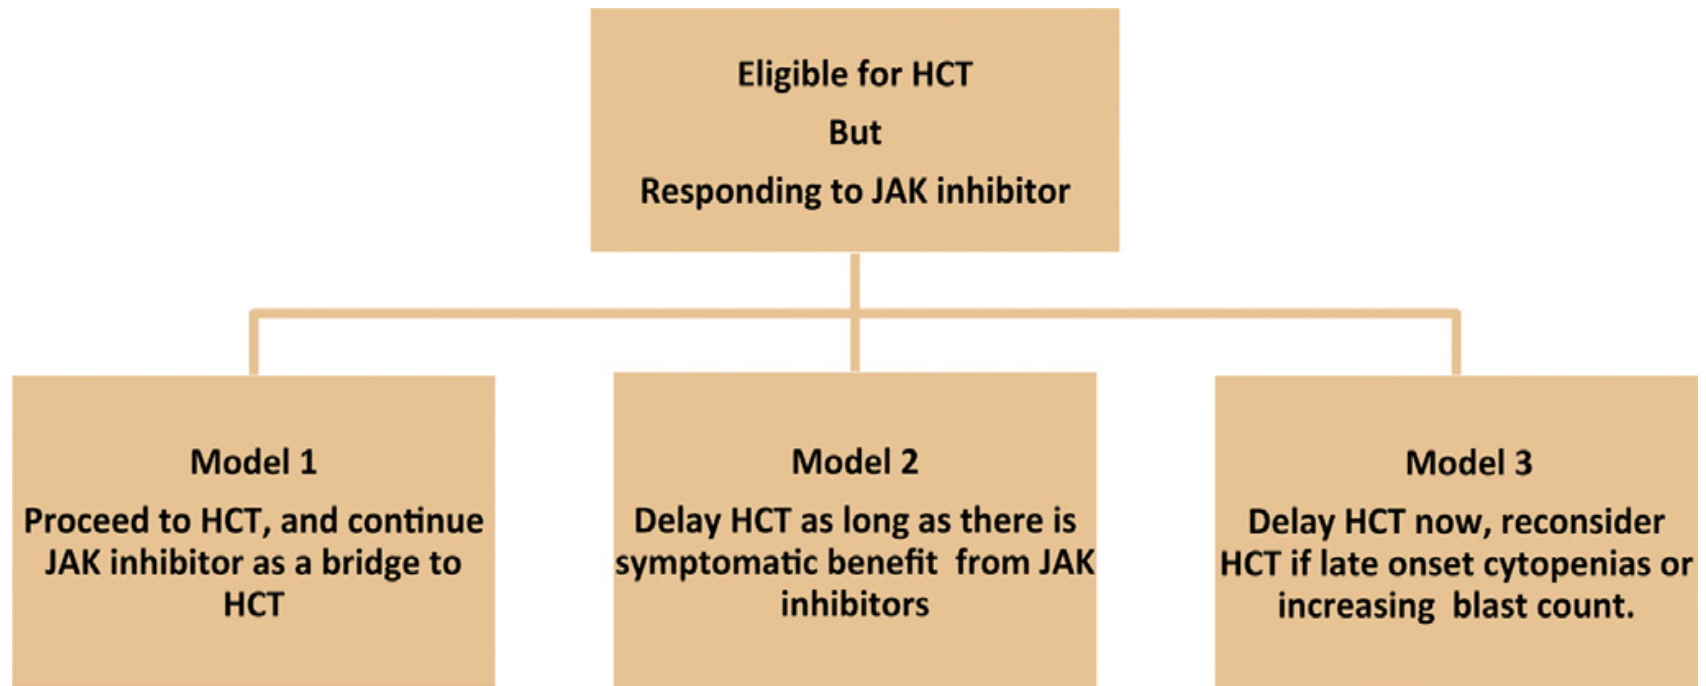 Eligible for HCT
But
Responding to JAK inhibitor
Model 1
Proceed to HCT, and continue
JAK inhibitor as a bridge to
HCT
Model 2
Delay HCT as long as there is
symptomatic benefit from JAK
inhibitors
Model 3
Delay HCT now, reconsider
HCT if late onset cytopenias or
increasing blast count.